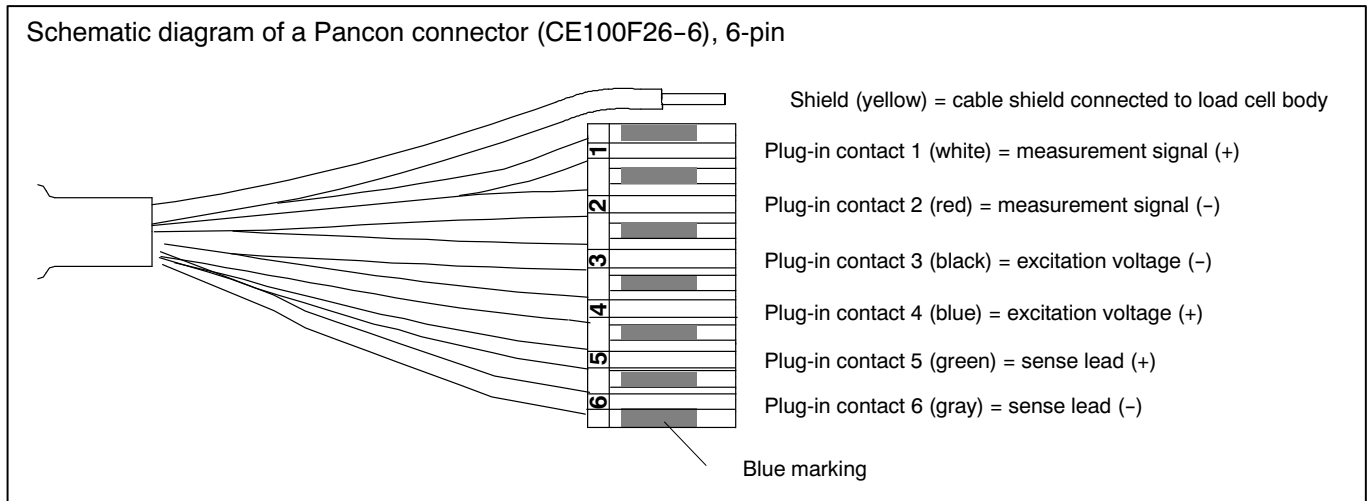 Schematic diagram of a Pancon connector (CE100F26−6), 6-pin
Shield (yellow) = cable shield connected to load cell body
1
Plug-in contact 1 (white) = measurement signal (+)
2
Plug-in contact 2 (red) = measurement signal (−)
3
Plug-in contact 3 (black) = excitation voltage (−)
4
Plug-in contact 4 (blue) = excitation voltage (+)
5
Plug-in contact 5 (green) = sense lead (+)
6
Plug-in contact 6 (gray) = sense lead (−)
Blue marking